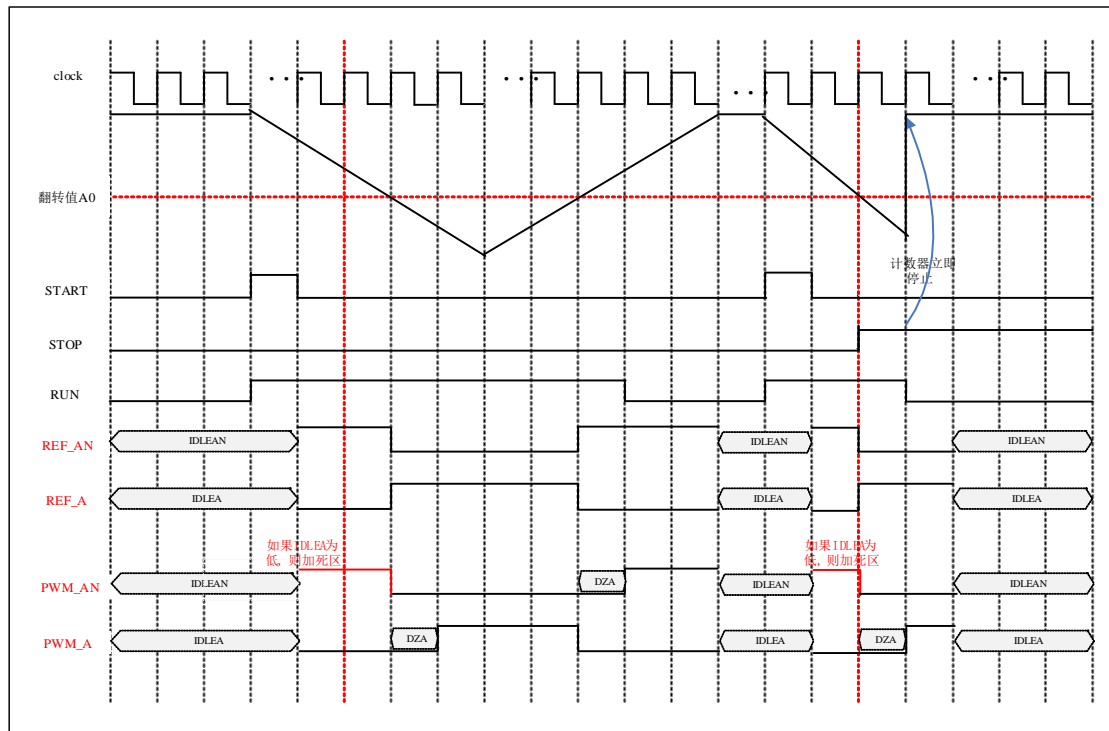 clock
翻转值A0
计数器立即
停止
START
STOP
RUN
REF_AN
IDLEAN
IDLEAN
IDLEAN
REF_A
IDLEA
IDLEA
IDLEA
如果IDLEA为
低, 则加死区
如果IDLEA为
低, 则加死区
PWM_AN
IDLEAN
DZA
IDLEAN
IDLEAN
PWM_A
IDLEA
DZA
IDLEA
DZA
IDLEA